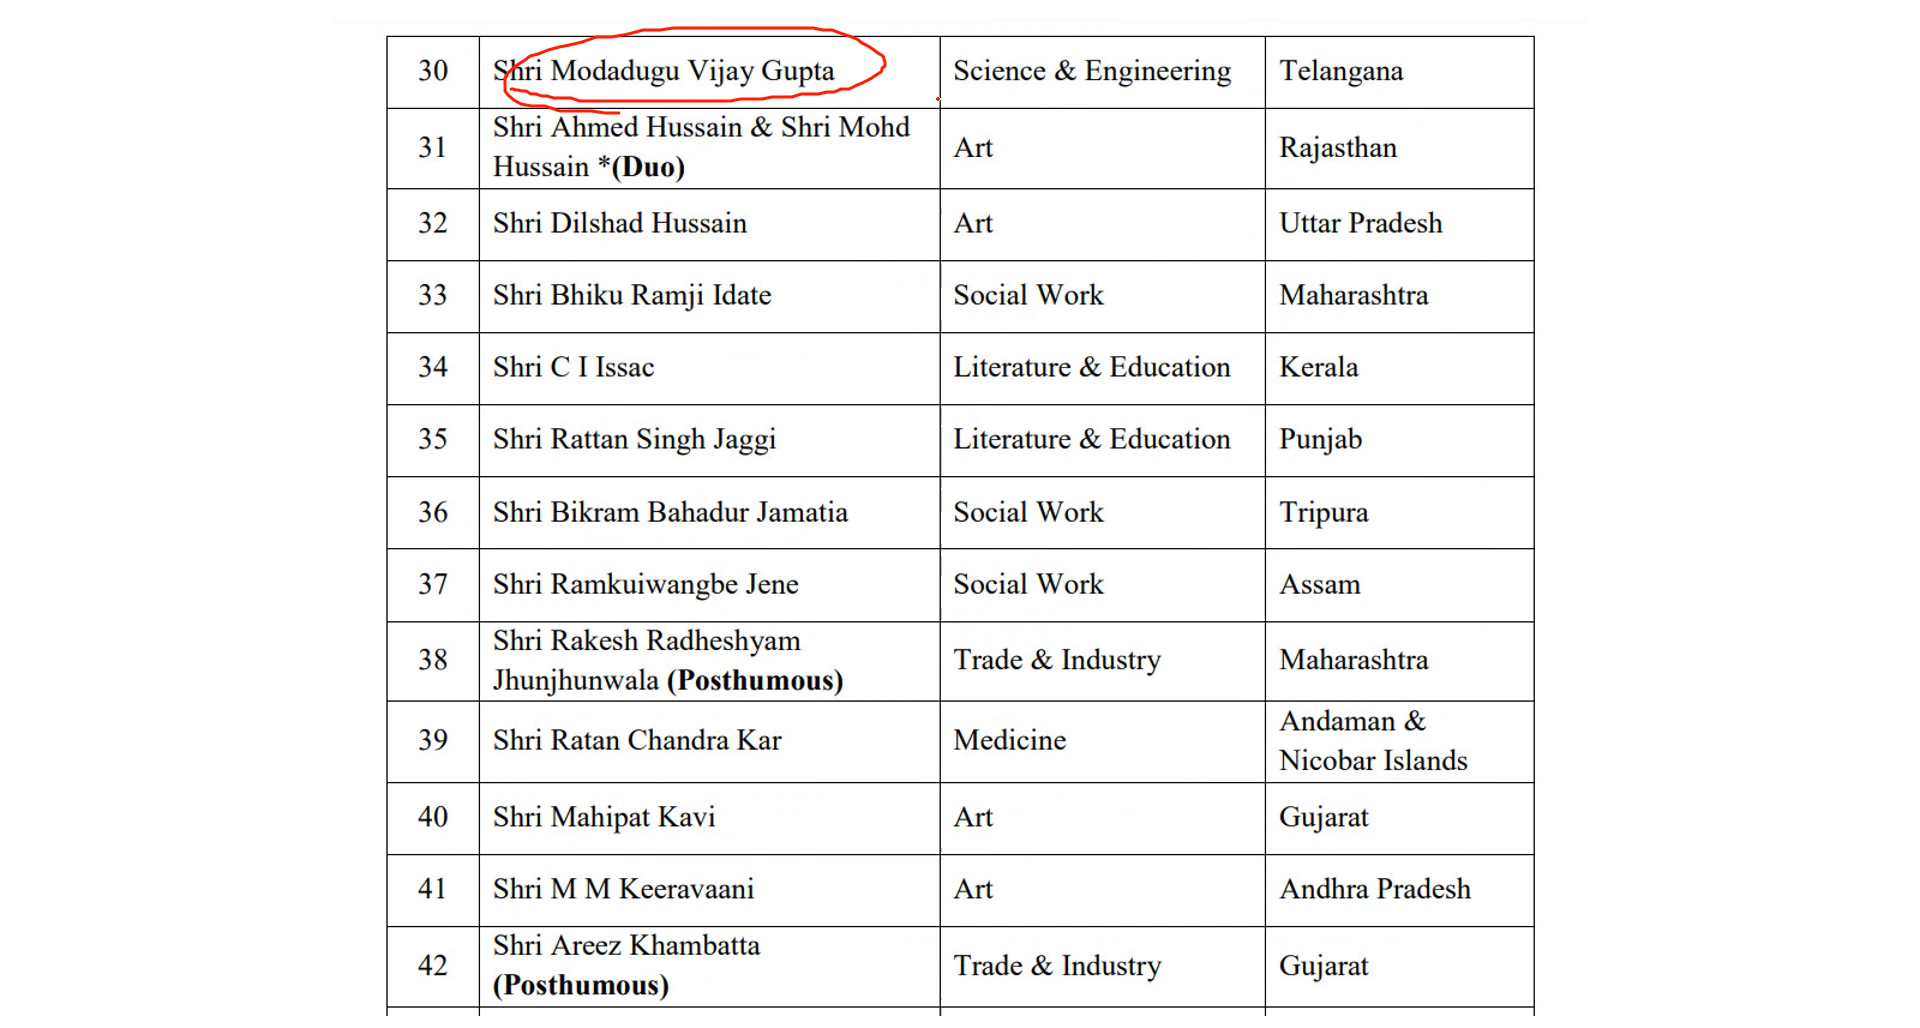 30 Shri Modadugu Vijay Gupta Science & Engineering Telangana
31 Shri Ahmed Hussain & Shri Mohd Hussain *(Duo) Art Rajasthan
32 Shri Dilshad Hussain Art Uttar Pradesh
33 Shri Bhiku Ramji Idate Social Work Maharashtra
34 Shri C I Issac Literature & Education Kerala
35 Shri Rattan Singh Jaggi Literature & Education Punjab
36 Shri Bikram Bahadur Jamatia Social Work Tripura
37 Shri Ramkuiwangbe Jene Social Work Assam
38 Shri Rakesh Radheshyam Jhunjhunwala (Posthumous) Trade & Industry Maharashtra
39 Shri Ratan Chandra Kar Medicine Andaman & Nicobar Islands
40 Shri Mahipat Kavi Art Gujarat
41 Shri M M Keeravaani Art Andhra Pradesh
42 Shri Areez Khambatta (Posthumous) Trade & Industry Gujarat